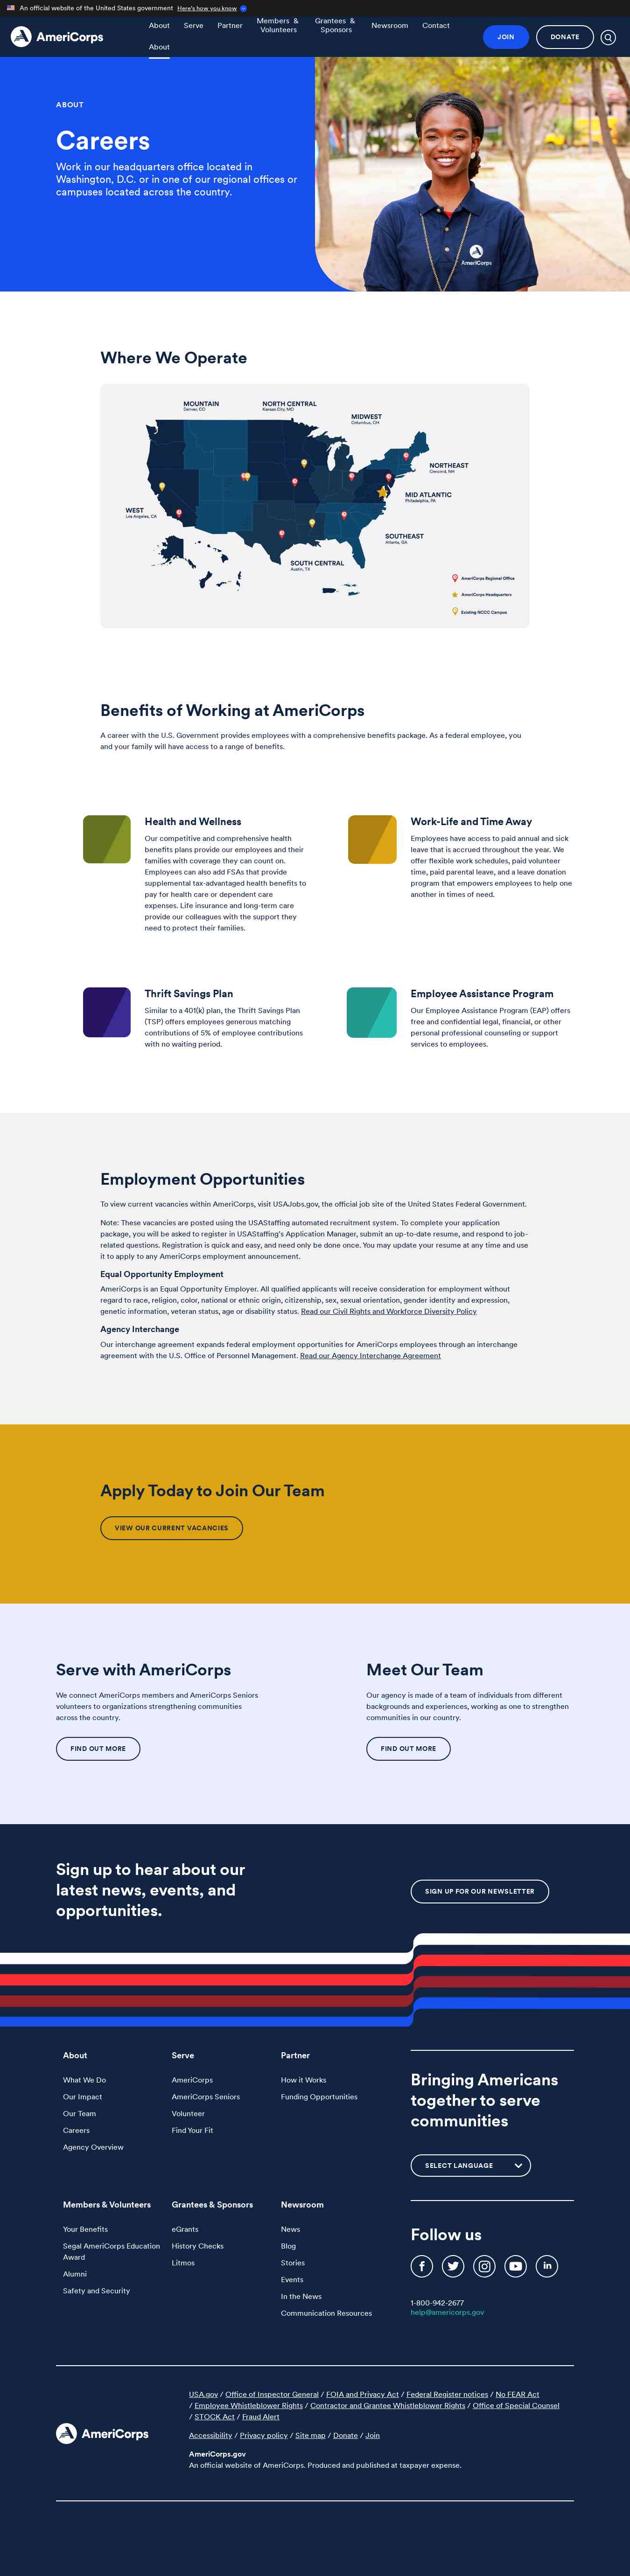 An official website of the United States government Here's how you know
AmeriCorps
About
Serve
Partner
Members &
Volunteers
Grantees &
Sponsors
Newsroom
Contact
JOIN
DONATE
About
ABOUT
Careers
Work in our headquarters office located in
Washington, D.C. or in one of our regional offices or
campuses located across the country.
AmeriCorps
Where We Operate
MOUNTAIN
Denver, CO
NORTH CENTRAL
Kansas City, MO
MIDWEST
Columbus, OH
NORTHEAST
Concord, NH
MID ATLANTIC
Philadelphia, PA
WEST
Los Angeles, CA
SOUTHEAST
Atlanta, GA
SOUTH CENTRAL
Austin, TX
AmeriCorps Regional Office
AmeriCorps Headquarters
Existing NCCC Campus
Benefits of Working at AmeriCorps
A career with the U.S. Government provides employees with a comprehensive benefits package. As a federal employee, you
and your family will have access to a range of benefits.
Health and Wellness
Our competitive and comprehensive health
benefits plans provide our employees and their
families with coverage they can count on.
Employees can also add FSAs that provide
supplemental tax-advantaged health benefits to
pay for health care or dependent care
expenses. Life insurance and long-term care
provide our colleagues with the support they
need to protect their families.
Work-Life and Time Away
Employees have access to paid annual and sick
leave that is accrued throughout the year. We
offer flexible work schedules, paid volunteer
time, paid parental leave, and a leave donation
program that empowers employees to help one
another in times of need.
Thrift Savings Plan
Similar to a 401(k) plan, the Thrift Savings Plan
(TSP) offers employees generous matching
contributions of 5% of employee contributions
with no waiting period.
Employee Assistance Program
Our Employee Assistance Program (EAP) offers
free and confidential legal, financial, or other
personal professional counseling or support
services to employees.
Employment Opportunities
To view current vacancies within AmeriCorps, visit USAJobs.gov, the official job site of the United States Federal Government.
Note: These vacancies are posted using the USAStaffing automated recruitment system. To complete your application
package, you will be asked to register in USAStaffing's Application Manager, submit an up-to-date resume, and respond to job-
related questions. Registration is quick and easy, and need only be done once. You may update your resume at any time and use
it to apply to any AmeriCorps employment announcement.
Equal Opportunity Employment
AmeriCorps is an Equal Opportunity Employer. All qualified applicants will receive consideration for employment without
regard to race, religion, color, national or ethnic origin, citizenship, sex, sexual orientation, gender identity and expression,
genetic information, veteran status, age or disability status. Read our Civil Rights and Workforce Diversity Policy
Agency Interchange
Our interchange agreement expands federal employment opportunities for AmeriCorps employees through an interchange
agreement with the U.S. Office of Personnel Management. Read our Agency Interchange Agreement
Apply Today to Join Our Team
VIEW OUR CURRENT VACANCIES
Serve with AmeriCorps
We connect AmeriCorps members and AmeriCorps Seniors
volunteers to organizations strengthening communities
across the country.
FIND OUT MORE
Meet Our Team
Our agency is made of a team of individuals from different
backgrounds and experiences, working as one to strengthen
communities in our country.
FIND OUT MORE
Sign up to hear about our
latest news, events, and
opportunities.
SIGN UP FOR OUR NEWSLETTER
About
What We Do
Our Impact
Our Team
Careers
Agency Overview
Serve
AmeriCorps
AmeriCorps Seniors
Volunteer
Find Your Fit
Partner
How it Works
Funding Opportunities
Bringing Americans
together to serve
communities
SELECT LANGUAGE
Members & Volunteers
Your Benefits
Segal AmeriCorps Education
Award
Alumni
Safety and Security
Grantees & Sponsors
eGrants
History Checks
Litmos
Newsroom
News
Blog
Stories
Events
In the News
Communication Resources
Follow us
1-800-942-2677
help@americorps.gov
AmeriCorps
USA.gov / Office of Inspector General / FOIA and Privacy Act / Federal Register notices / No FEAR Act
/ Employee Whistleblower Rights / Contractor and Grantee Whistleblower Rights / Office of Special Counsel
/ STOCK Act / Fraud Alert
Accessibility / Privacy policy / Site map / Donate / Join
AmeriCorps.gov
An official website of AmeriCorps. Produced and published at taxpayer expense.